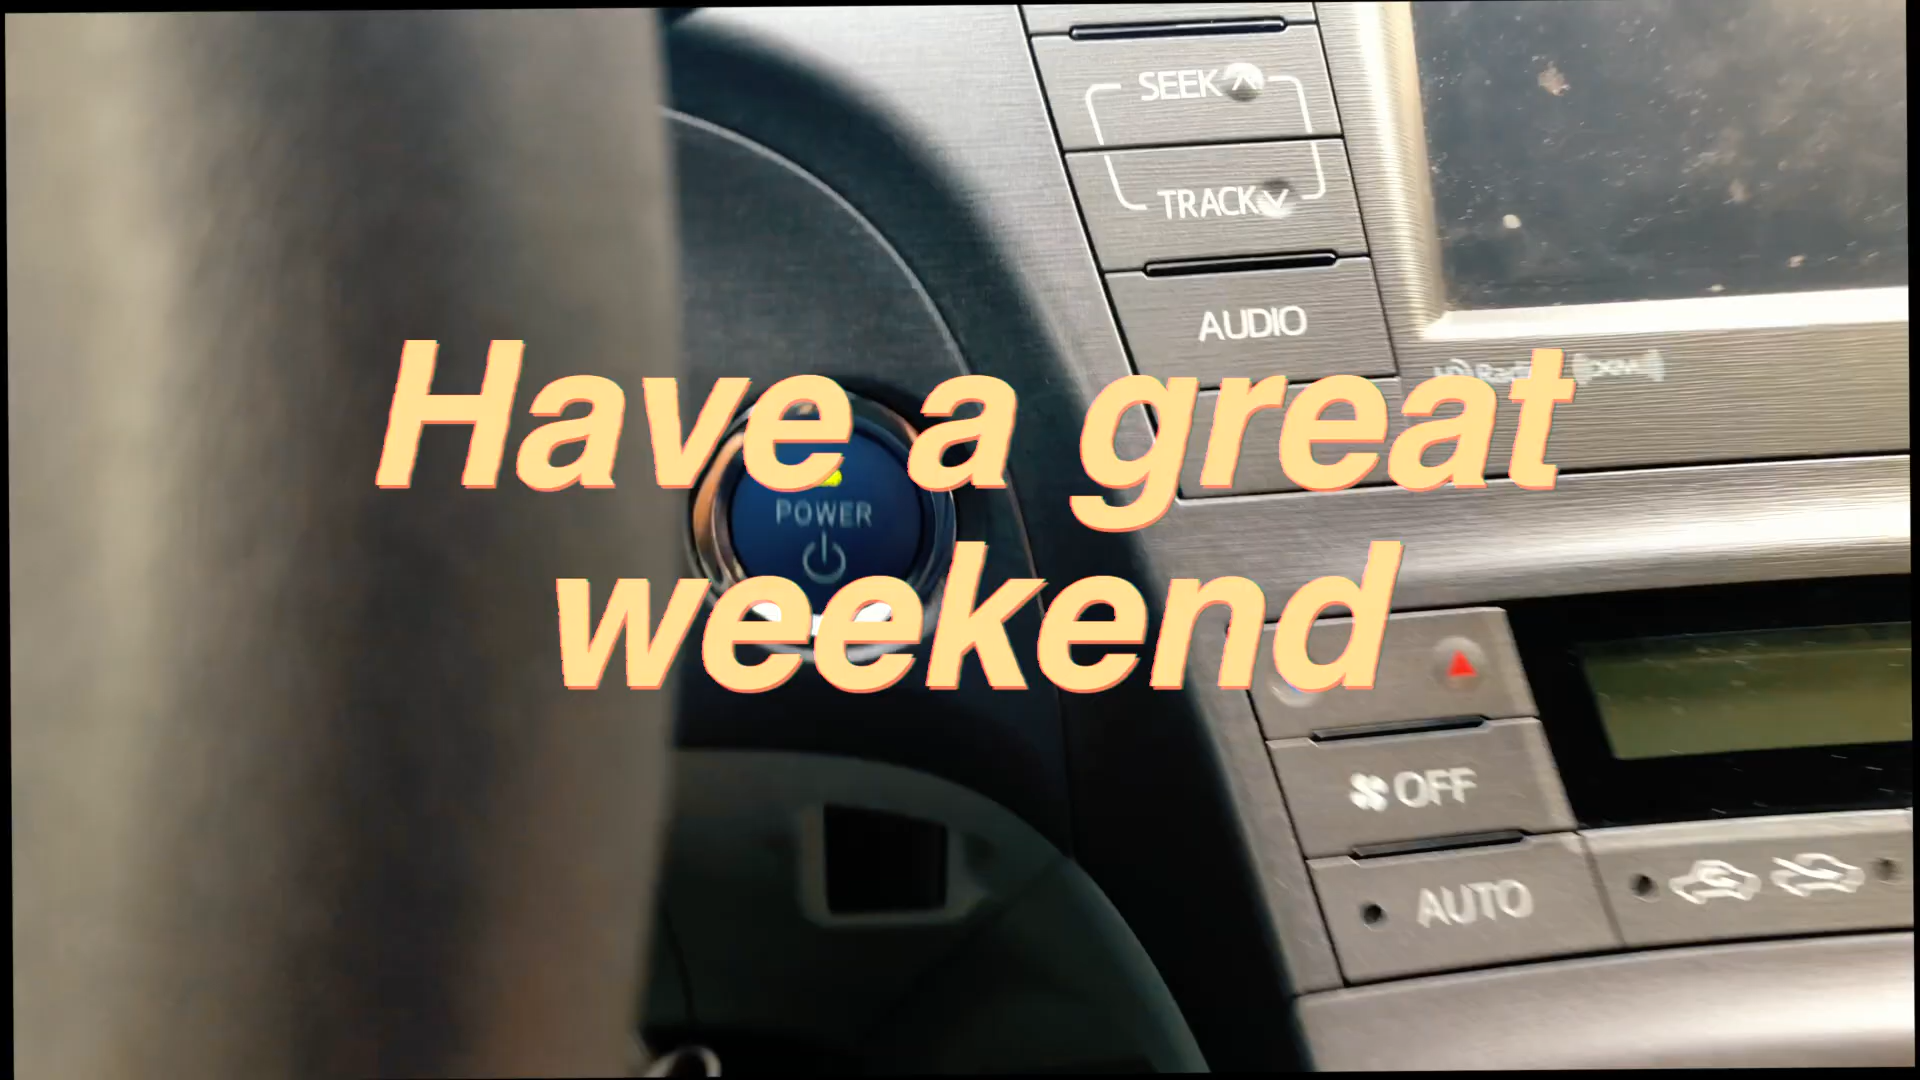 SEEK
TRACK
AUDIO
Have a great
POWER
weekend
OFF
AUTO